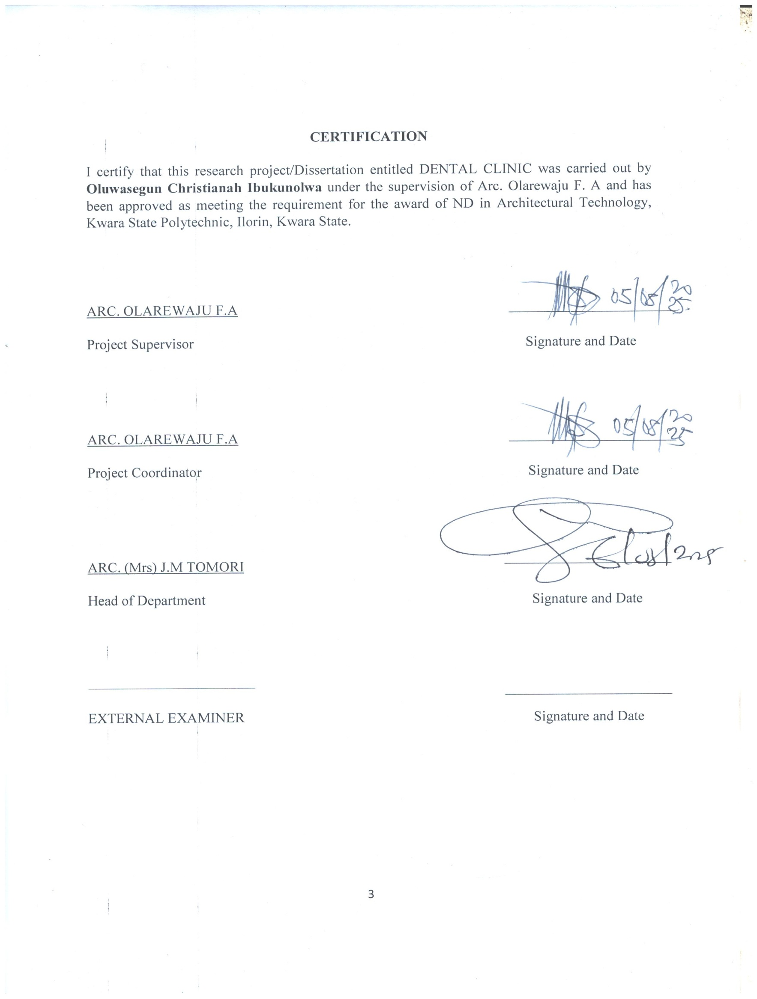 CERTIFICATION
I certify that this research project/Dissertation entitled DENTAL CLINIC was carried out by
Oluwasegun Christianah Ibukunolwa under the supervision of Arc. Olarewaju F. A and has
been approved as meeting the requirement for the award of ND in Architectural Technology,
Kwara State Polytechnic, Ilorin, Kwara State.
05/08/2025
ARC. OLAREWAJU F.A
Project Supervisor
Signature and Date
05/08/2025
ARC. OLAREWAJU F.A
Project Coordinator
Signature and Date
ARC. (Mrs) J.M TOMORI
Head of Department
Signature and Date
EXTERNAL EXAMINER
Signature and Date
3